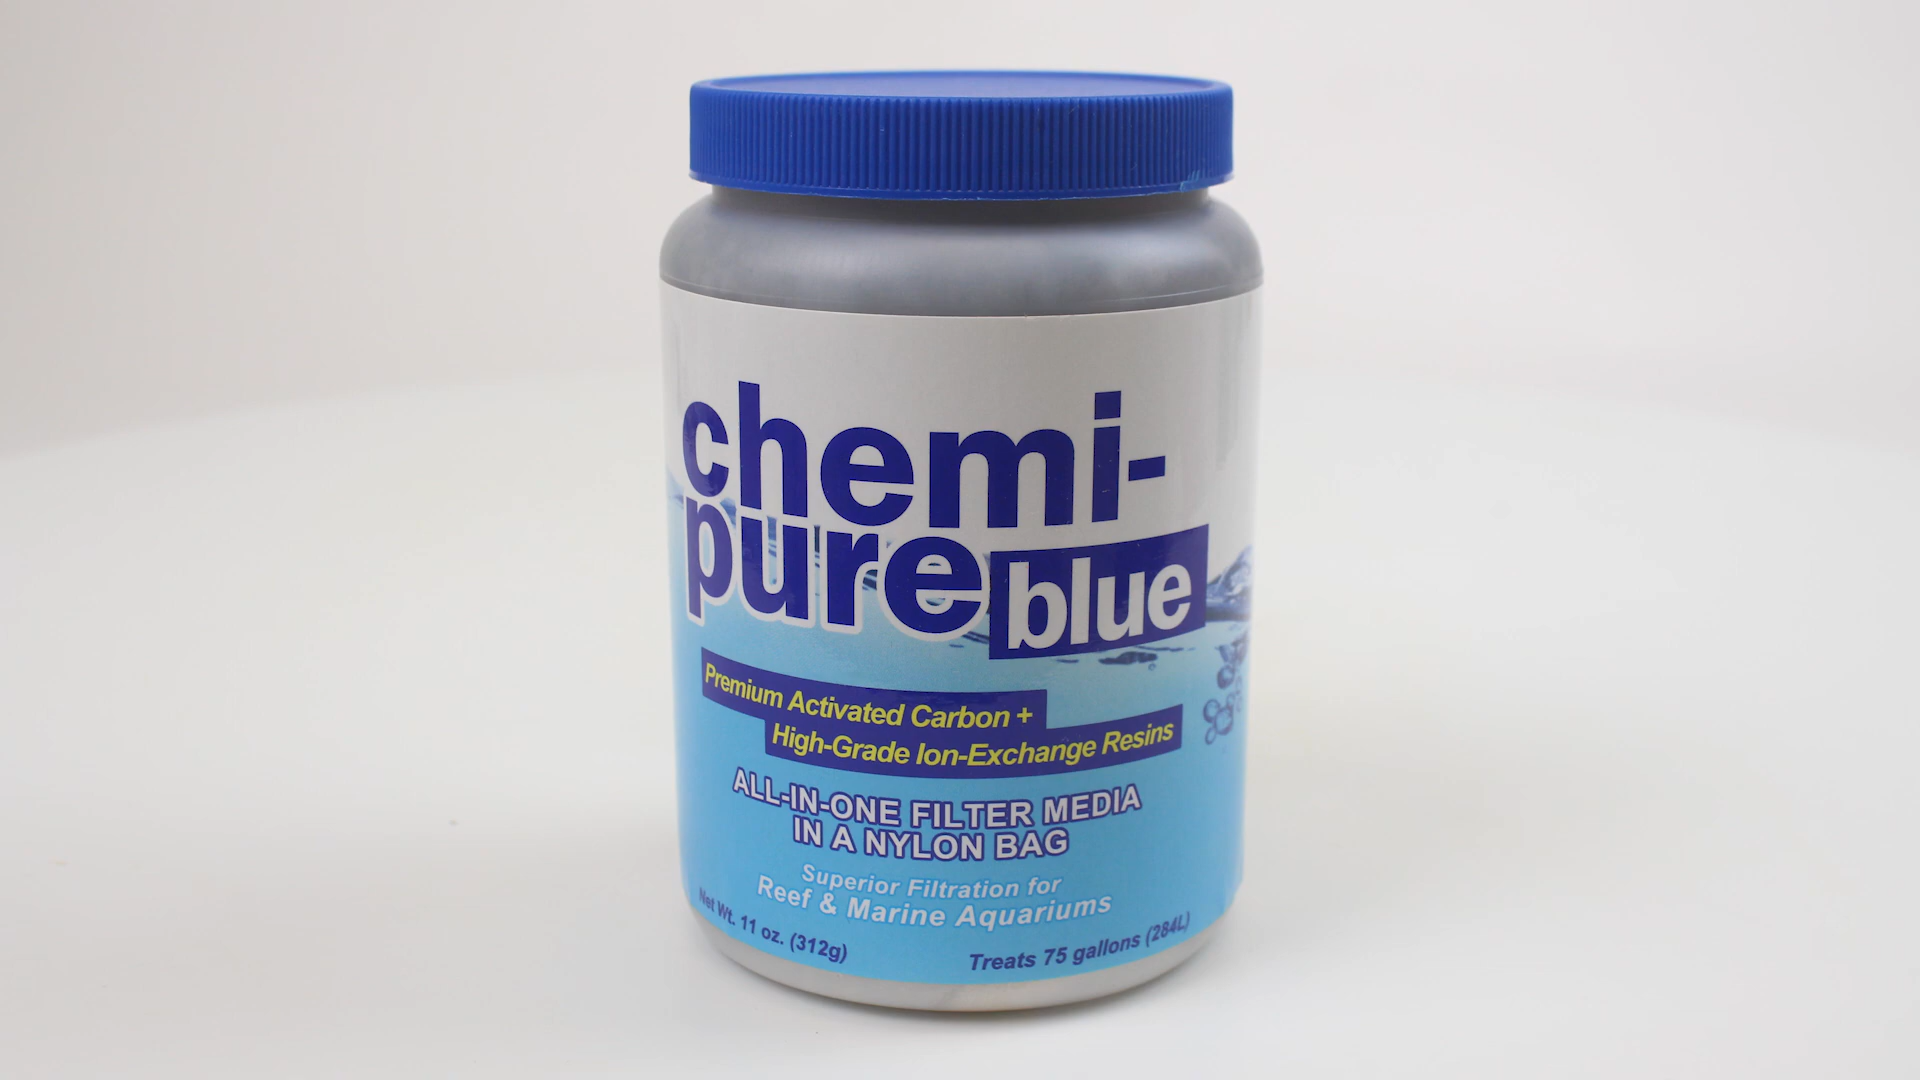 chemi-
pure blue
Premium Activated Carbon +
High-Grade Ion-Exchange Resins
ALL-IN-ONE FILTER MEDIA
IN A NYLON BAG
Superior Filtration for
Reef & Marine Aquariums
Net Wt. 11 oz. (312g)
Treats 75 gallons (284L)